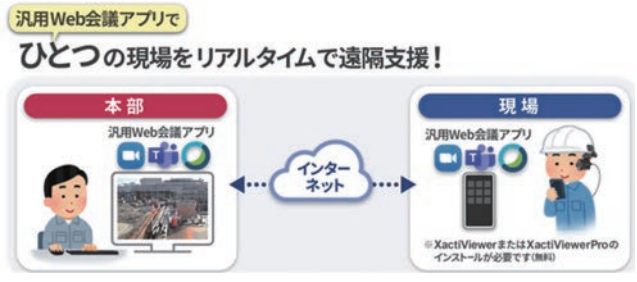 汎用Web会議アプリで
ひとつの現場をリアルタイムで遠隔支援！
本部
汎用Web会議アプリ
インター
ネット
現場
汎用Web会議アプリ
※XactiViewerまたはXactiViewerProの
インストールが必要です(無料)